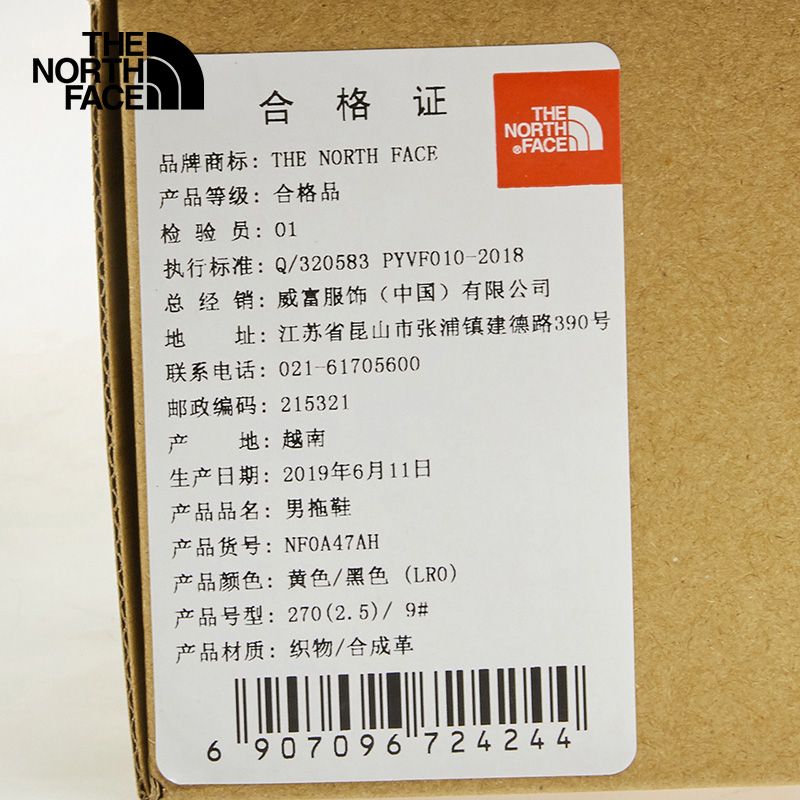 THE
NORTH
FACE
合格证
THE
NORTH
®FACE
品牌商标: THE NORTH FACE
产品等级: 合格品
检验员: 01
执行标准: Q/320583 PYVF010-2018
总经销: 威富服饰（中国）有限公司
地址: 江苏省昆山市张浦镇建德路390号
联系电话: 021-61705600
邮政编码: 215321
产地: 越南
生产日期: 2019年6月11日
产品品名: 男拖鞋
产品货号: NF0A47AH
产品颜色: 黄色/黑色 (LR0)
产品号型: 270(2.5)/ 9#
产品材质: 织物/合成革
6 907096 724244